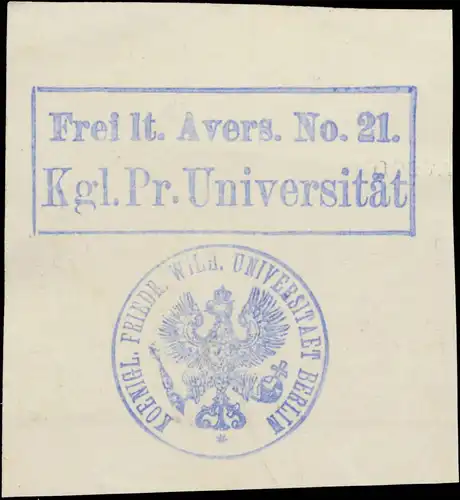 Frei lt. Avers. No. 21.
Kgl. Pr. Universität
KOENIGL. FRIEDR. WILH. UNIVERSITAET BERLIN
*